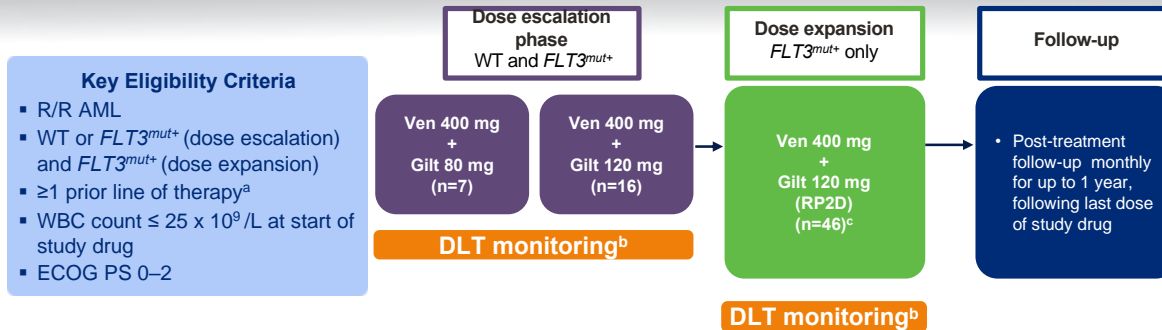 Key Eligibility Criteria
▪ R/R AML
▪ WT or FLT3mut+ (dose escalation)
and FLT3mut+ (dose expansion)
▪ ≥1 prior line of therapyᵃ
▪ WBC count ≤ 25 x 10⁹ /L at start of
study drug
▪ ECOG PS 0–2
Dose escalation
phase
WT and FLT3mut+
Ven 400 mg
+
Gilt 80 mg
(n=7)
Ven 400 mg
+
Gilt 120 mg
(n=16)
DLT monitoringᵇ
Dose expansion
FLT3mut+ only
Ven 400 mg
+
Gilt 120 mg
(RP2D)
(n=46)ᶜ
DLT monitoringᵇ
Follow-up
• Post-treatment
follow-up monthly
for up to 1 year,
following last dose
of study drug